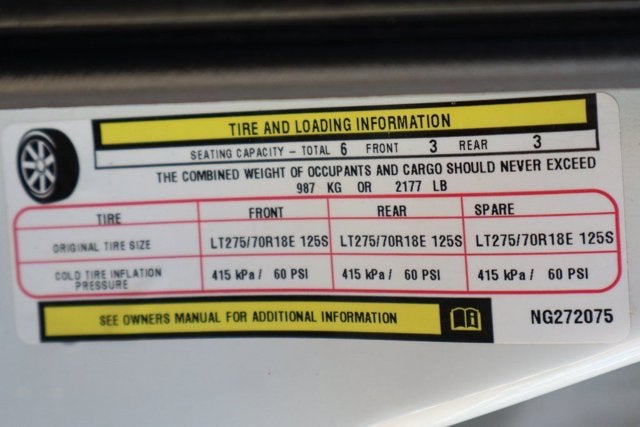 TIRE AND LOADING INFORMATION
SEATING CAPACITY – TOTAL 6 FRONT 3 REAR 3
THE COMBINED WEIGHT OF OCCUPANTS AND CARGO SHOULD NEVER EXCEED
987 KG OR 2177 LB
TIRE FRONT REAR SPARE
ORIGINAL TIRE SIZE LT275/70R18E 125S LT275/70R18E 125S LT275/70R18E 125S
COLD TIRE INFLATION PRESSURE 415 kPa / 60 PSI 415 kPa / 60 PSI 415 kPa / 60 PSI
SEE OWNERS MANUAL FOR ADDITIONAL INFORMATION NG272075